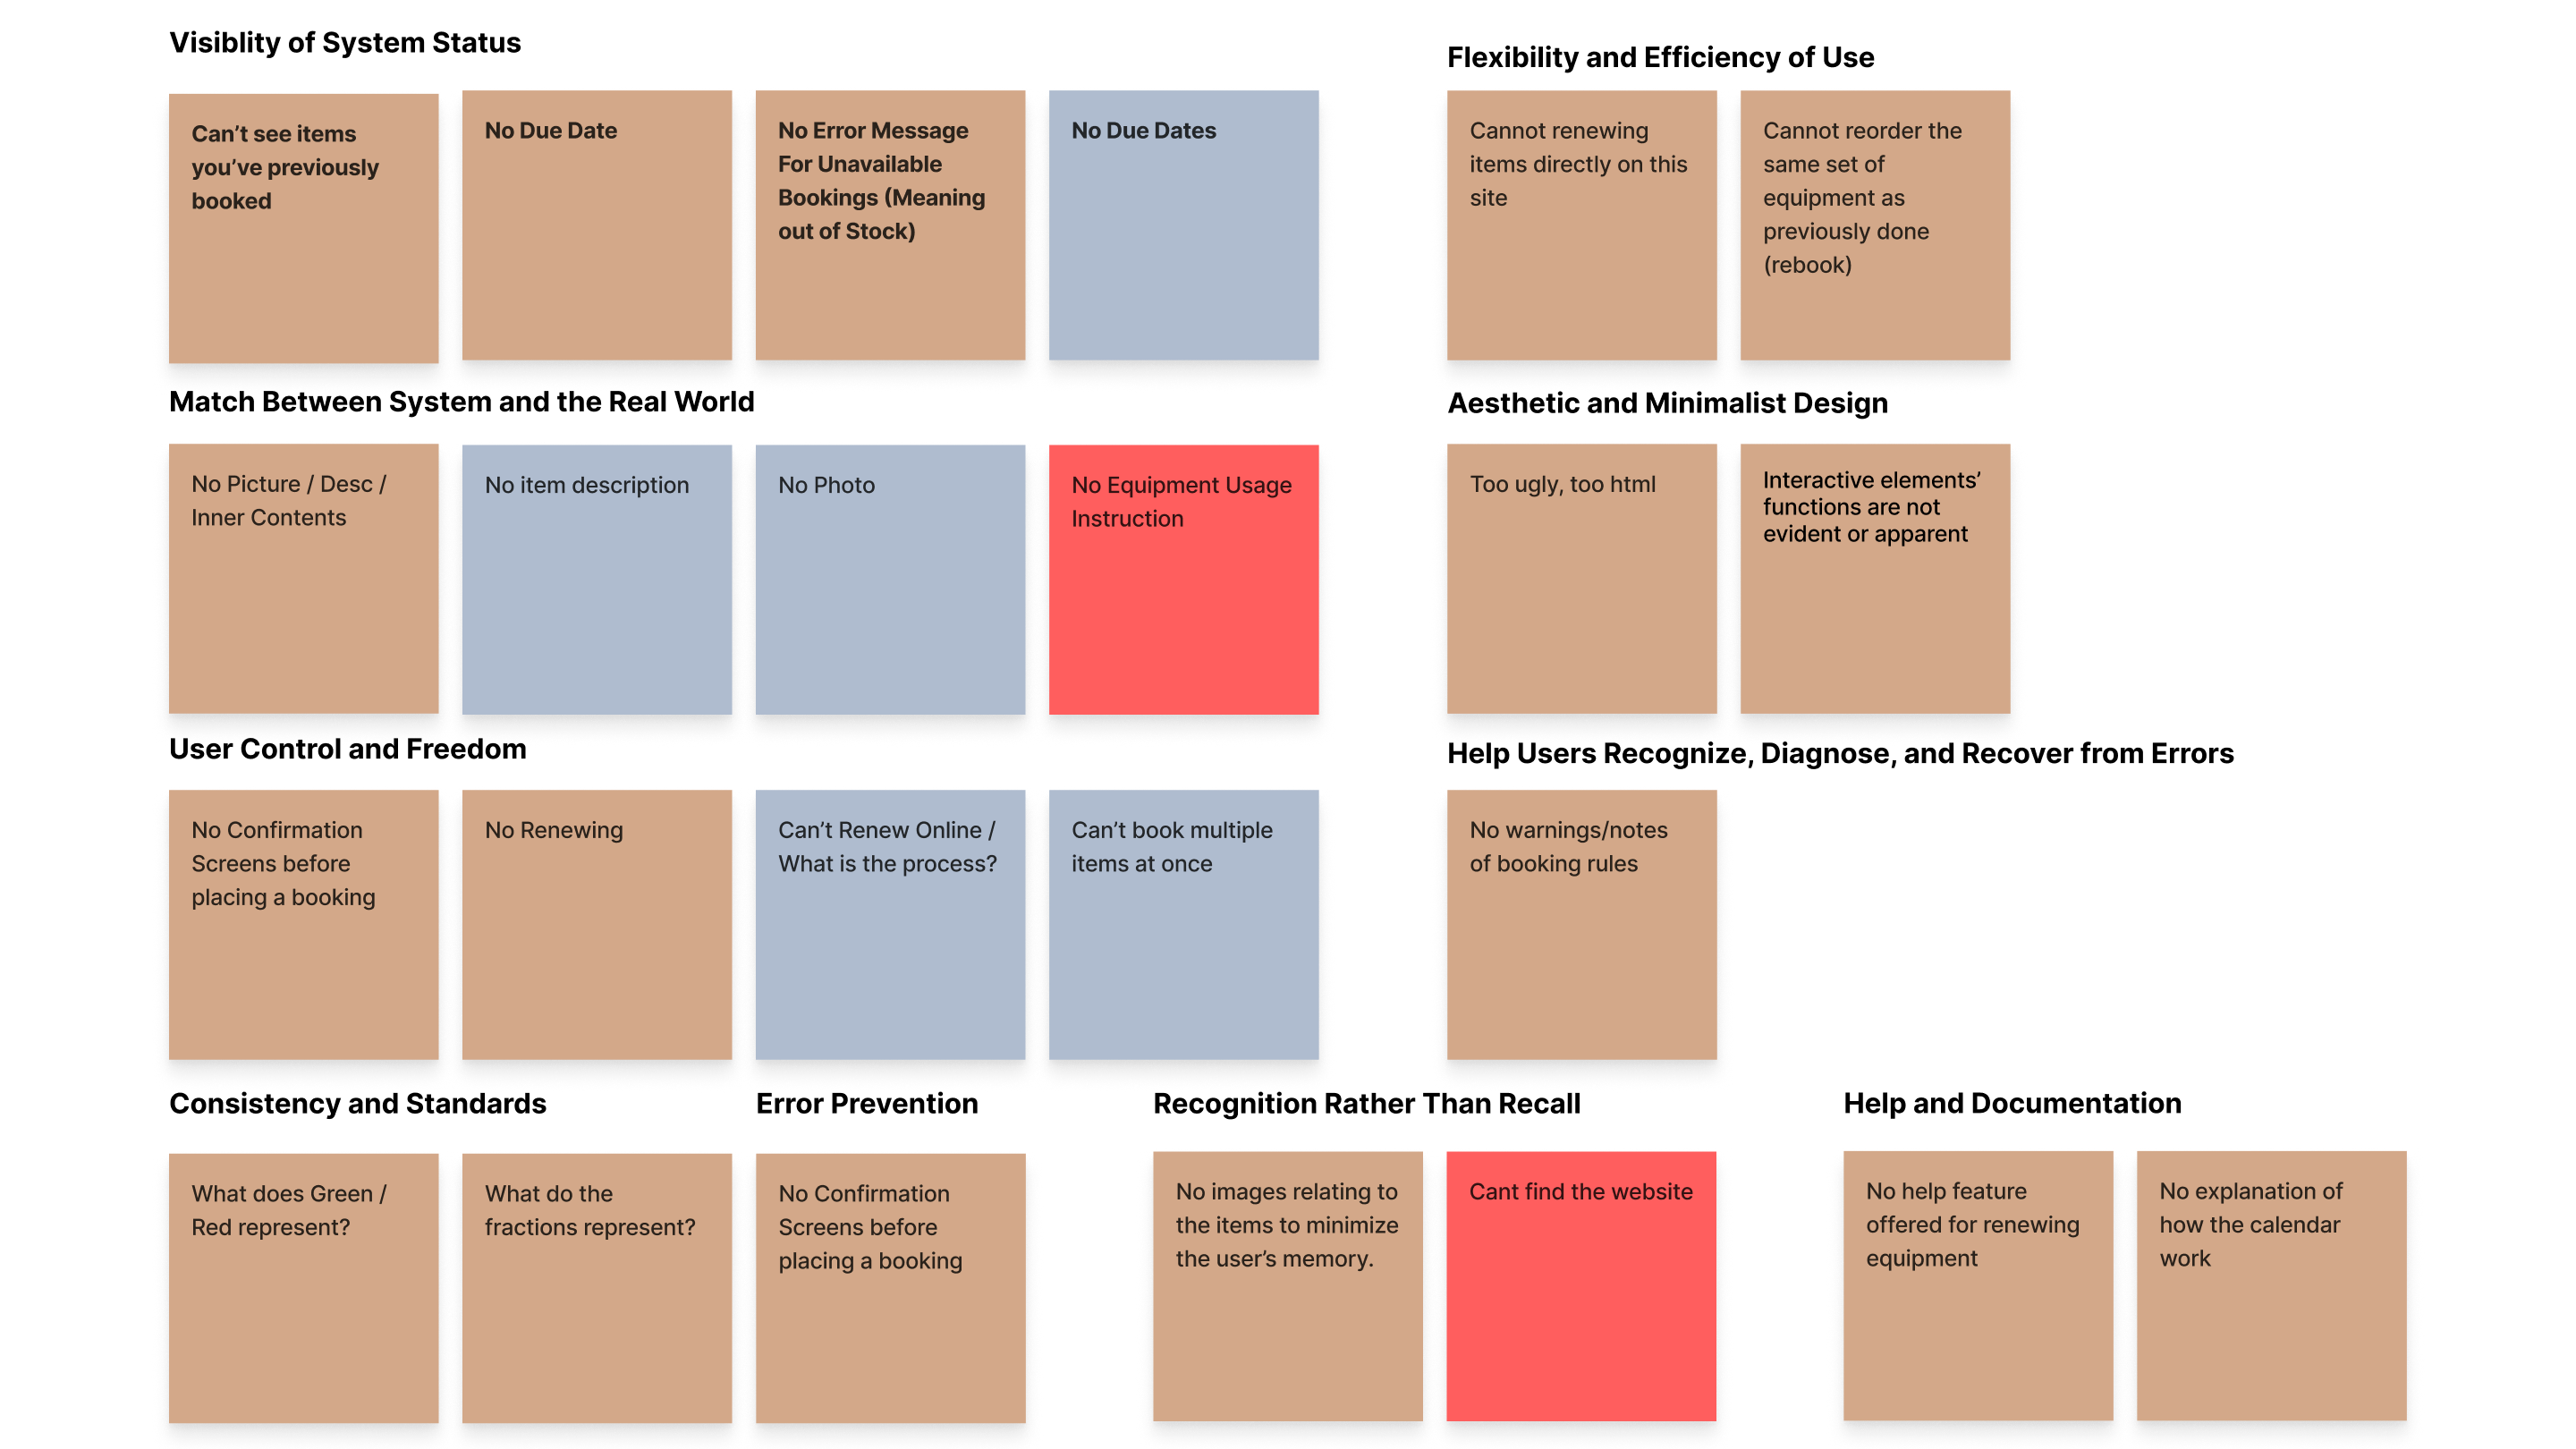 Visiblity of System Status
Can’t see items
you’ve previously
booked
No Due Date
No Error Message
For Unavailable
Bookings (Meaning
out of Stock)
No Due Dates
Flexibility and Efficiency of Use
Cannot renewing
items directly on this
site
Cannot reorder the
same set of
equipment as
previously done
(rebook)
Match Between System and the Real World
No Picture / Desc /
Inner Contents
No item description
No Photo
No Equipment Usage
Instruction
Aesthetic and Minimalist Design
Too ugly, too html
Interactive elements’
functions are not
evident or apparent
User Control and Freedom
No Confirmation
Screens before
placing a booking
No Renewing
Can’t Renew Online /
What is the process?
Can’t book multiple
items at once
Help Users Recognize, Diagnose, and Recover from Errors
No warnings/notes
of booking rules
Consistency and Standards
What does Green /
Red represent?
What do the
fractions represent?
Error Prevention
No Confirmation
Screens before
placing a booking
Recognition Rather Than Recall
No images relating to
the items to minimize
the user’s memory.
Cant find the website
Help and Documentation
No help feature
offered for renewing
equipment
No explanation of
how the calendar
work